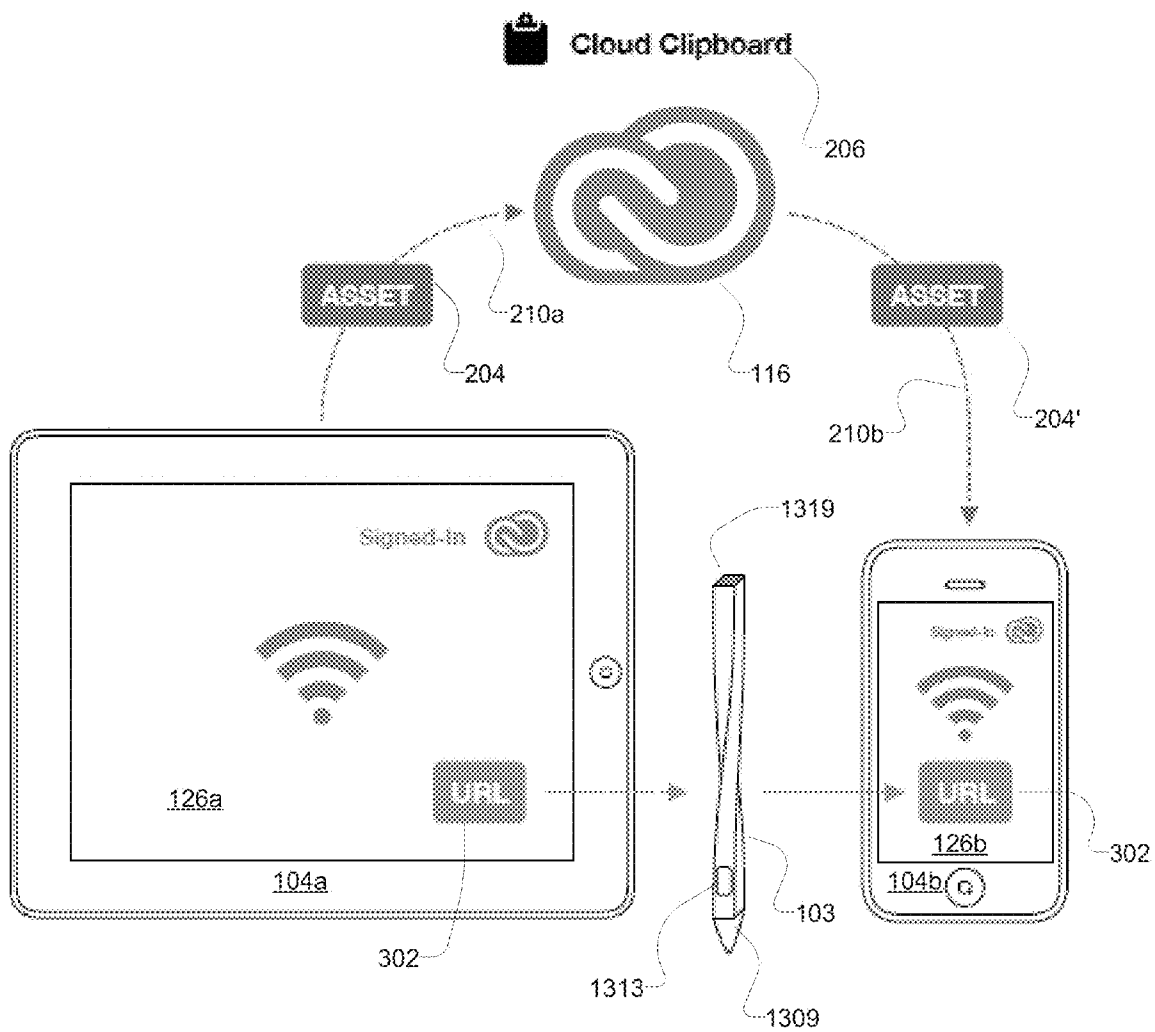 Cloud Clipboard
206
ASSET
210a
204
116
ASSET
204'
210b
1319
Signed-In
Signed-In
126a
URL
URL
126b
302
104a
104b
103
302
1313
1309